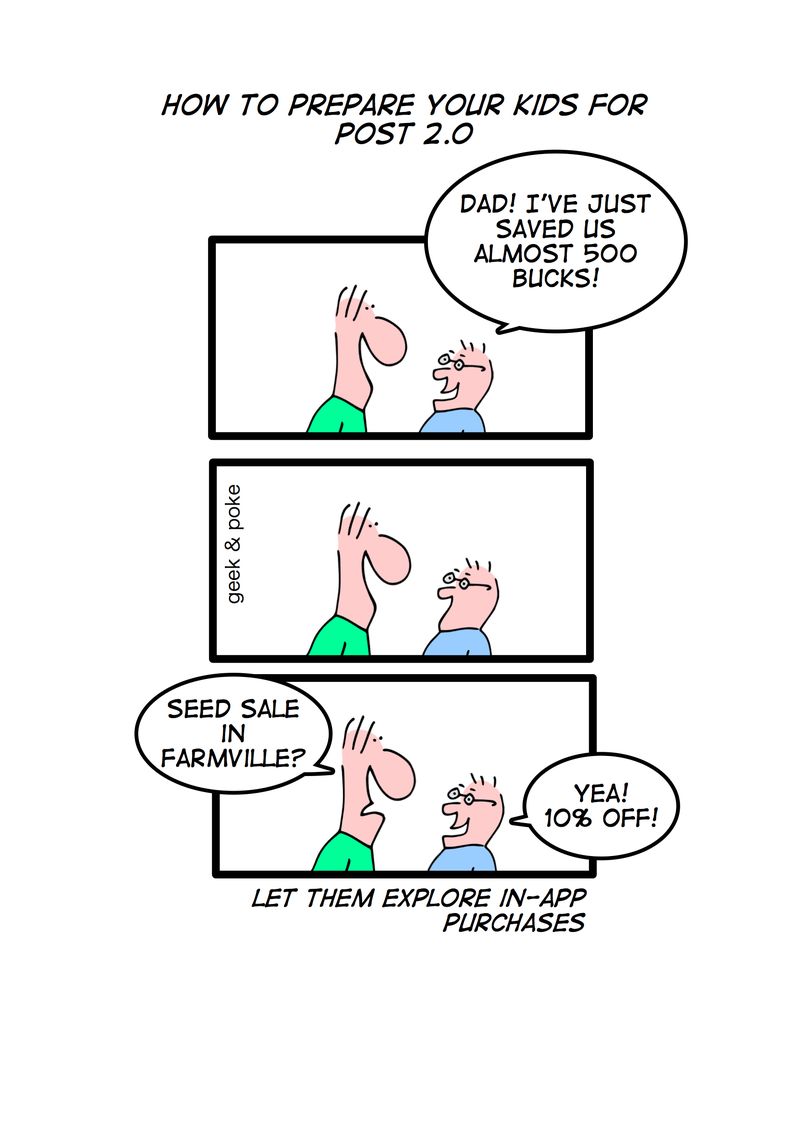 HOW TO PREPARE YOUR KIDS FOR
POST 2.0
DAD! I'VE JUST
SAVED US
ALMOST 500
BUCKS!
geek & poke
SEED SALE
IN
FARMVILLE?
YEA!
10% OFF!
LET THEM EXPLORE IN-APP
PURCHASES